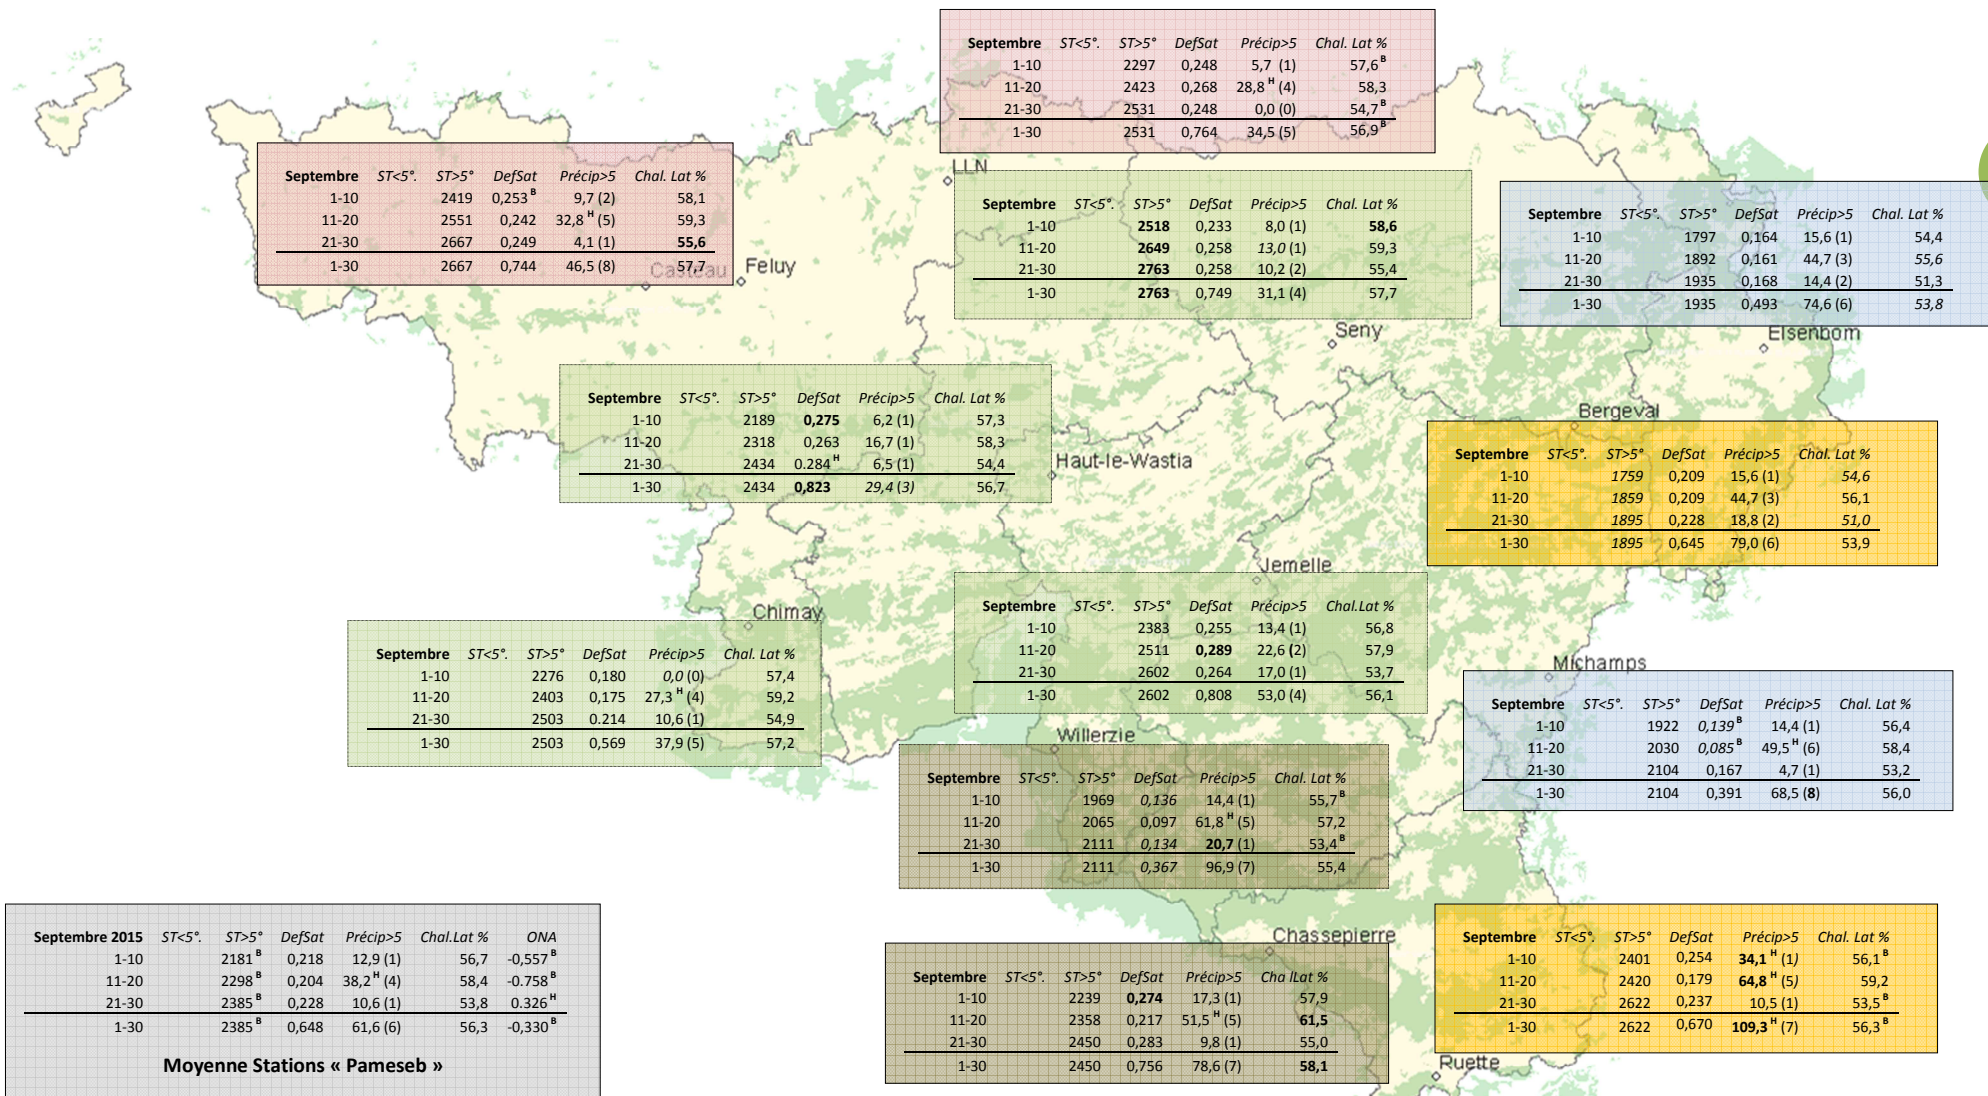 Septembre ST<5°. ST>5° DefSat Précip>5 Chal. Lat %
1-10 2297 0,248 5,7 (1) 57,6 B
11-20 2423 0,268 28,8 H (4) 58,3
21-30 2531 0,248 0,0 (0) 54,7 B
1-30 2531 0,764 34,5 (5) 56,9 B
LLN
Septembre ST<5°. ST>5° DefSat Précip>5 Chal. Lat %
1-10 2419 0,253 B 9,7 (2) 58,1
11-20 2551 0,242 32,8 H (5) 59,3
21-30 2667 0,249 4,1 (1) 55,6
1-30 2667 0,744 46,5 (8) 57,7
Casteau
Feluy
Septembre ST<5°. ST>5° DefSat Précip>5 Chal. Lat %
1-10 2518 0,233 8,0 (1) 58,6
11-20 2649 0,258 13,0 (1) 59,3
21-30 2763 0,258 10,2 (2) 55,4
1-30 2763 0,749 31,1 (4) 57,7
Seny
Septembre ST<5°. ST>5° DefSat Précip>5 Chal. Lat %
1-10 1797 0,164 15,6 (1) 54,4
11-20 1892 0,161 44,7 (3) 55,6
21-30 1935 0,168 14,4 (2) 51,3
1-30 1935 0,493 74,6 (6) 53,8
Elsenborn
Septembre ST<5°. ST>5° DefSat Précip>5 Chal. Lat %
1-10 2189 0,275 6,2 (1) 57,3
11-20 2318 0,263 16,7 (1) 58,3
21-30 2434 0.284 H 6,5 (1) 54,4
1-30 2434 0,823 29,4 (3) 56,7
Haut-le-Wastia
Bergeval
Septembre ST<5°. ST>5° DefSat Précip>5 Chal. Lat %
1-10 1759 0,209 15,6 (1) 54,6
11-20 1859 0,209 44,7 (3) 56,1
21-30 1895 0,228 18,8 (2) 51,0
1-30 1895 0,645 79,0 (6) 53,9
Jemelle
Septembre ST<5°. ST>5° DefSat Précip>5 Chal.Lat %
1-10 2383 0,255 13,4 (1) 56,8
11-20 2511 0,289 22,6 (2) 57,9
21-30 2602 0,264 17,0 (1) 53,7
1-30 2602 0,808 53,0 (4) 56,1
Chimay
Septembre ST<5°. ST>5° DefSat Précip>5 Chal. Lat %
1-10 2276 0,180 0,0 (0) 57,4
11-20 2403 0,175 27,3 H (4) 59,2
21-30 2503 0.214 10,6 (1) 54,9
1-30 2503 0,569 37,9 (5) 57,2
Michamps
Septembre ST<5°. ST>5° DefSat Précip>5 Chal. Lat %
1-10 1922 0,139 B 14,4 (1) 56,4
11-20 2030 0,085 B 49,5 H (6) 58,4
21-30 2104 0,167 4,7 (1) 53,2
1-30 2104 0,391 68,5 (8) 56,0
Willerzie
Septembre ST<5°. ST>5° DefSat Précip>5 Chal. Lat %
1-10 1969 0,136 14,4 (1) 55,7 B
11-20 2065 0,097 61,8 H (5) 57,2
21-30 2111 0,134 20,7 (1) 53,4 B
1-30 2111 0,367 96,9 (7) 55,4
Septembre 2015 ST<5°. ST>5° DefSat Précip>5 Chal.Lat % ONA
1-10 2181 B 0,218 12,9 (1) 56,7 -0,557 B
11-20 2298 B 0,204 38,2 H (4) 58,4 -0.758 B
21-30 2385 B 0,228 10,6 (1) 53,8 0.326 H
1-30 2385 B 0,648 61,6 (6) 56,3 -0,330 B
Moyenne Stations « Pameseb »
Chassepierre
Septembre ST<5°. ST>5° DefSat Précip>5 Cha lLat %
1-10 2239 0,274 17,3 (1) 57,9
11-20 2358 0,217 51,5 H (5) 61,5
21-30 2450 0,283 9,8 (1) 55,0
1-30 2450 0,756 78,6 (7) 58,1
Septembre ST<5°. ST>5° DefSat Précip>5 Chal. Lat %
1-10 2401 0,254 34,1 H (1) 56,1 B
11-20 2420 0,179 64,8 H (5) 59,2
21-30 2622 0,237 10,5 (1) 53,5 B
1-30 2622 0,670 109,3 H (7) 56,3 B
Ruette